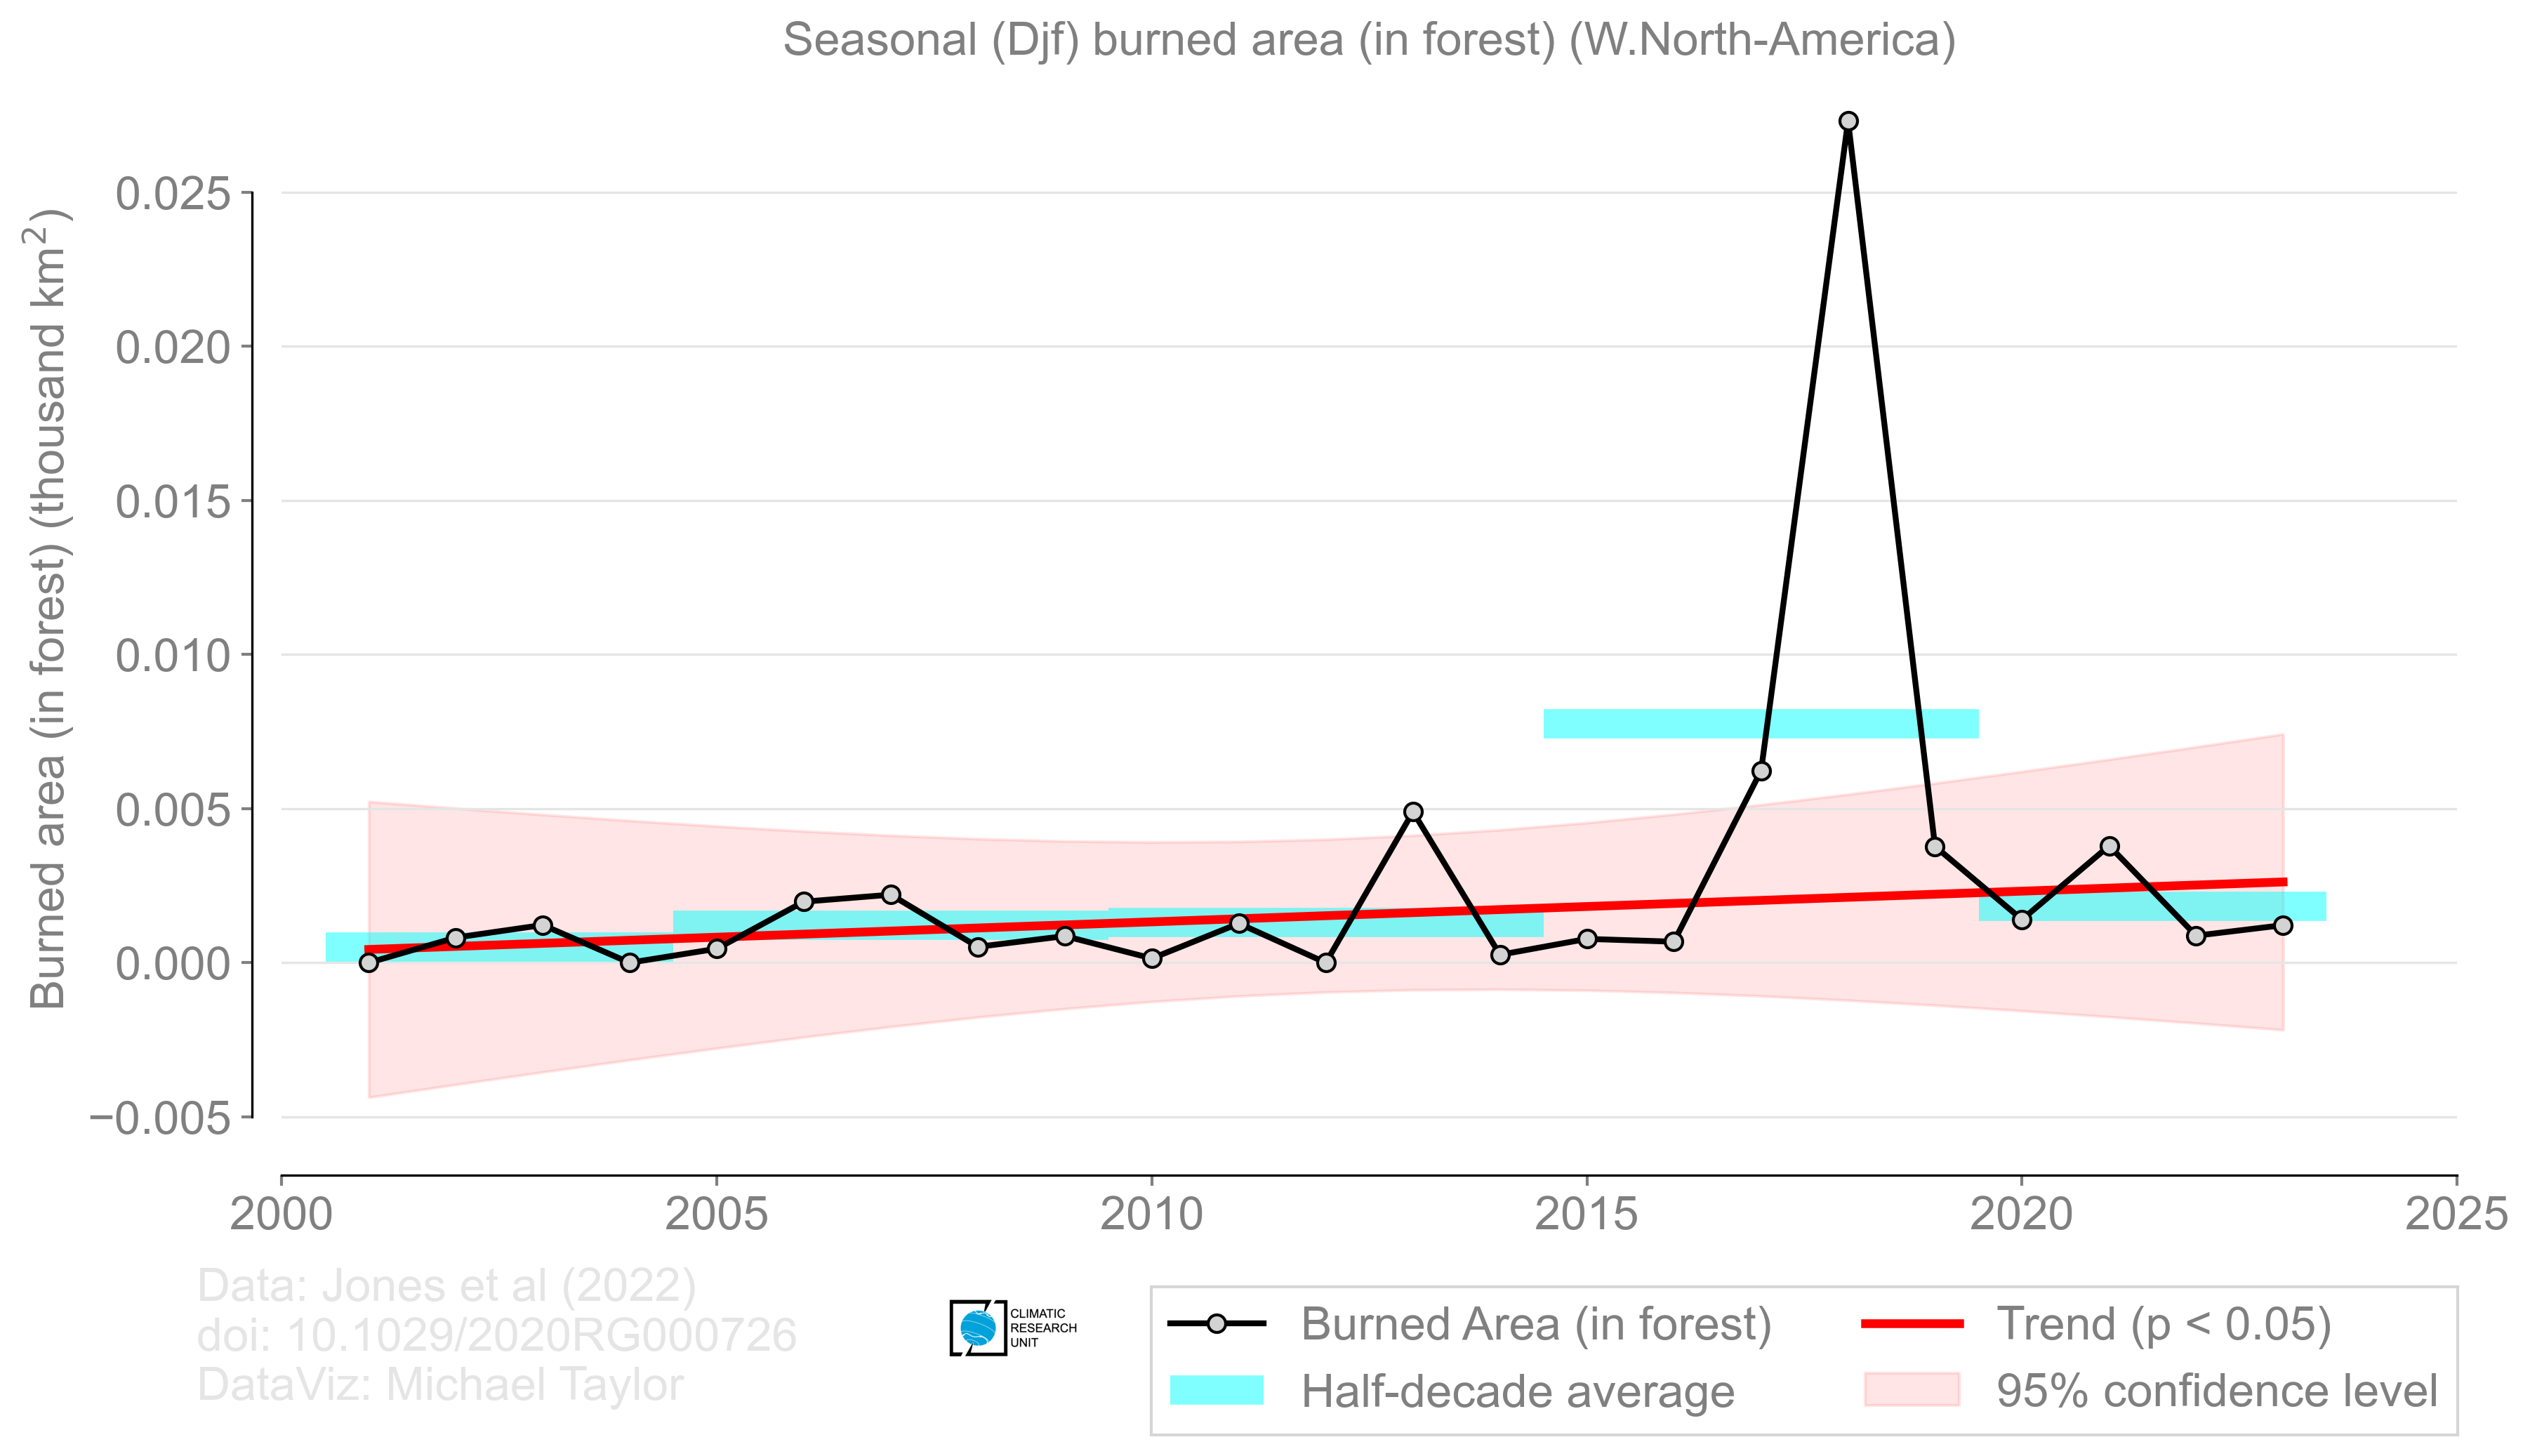 Seasonal (Djf) burned area (in forest) (W.North-America)
Burned area (in forest) (thousand km²)
0.025
0.020
0.015
0.010
0.005
0.000
−0.005
2000
2005
2010
2015
2020
2025
Data: Jones et al (2022)
doi: 10.1029/2020RG000726
DataViz: Michael Taylor
CLIMATIC
RESEARCH
UNIT
Burned Area (in forest)
Half-decade average
Trend (p < 0.05)
95% confidence level